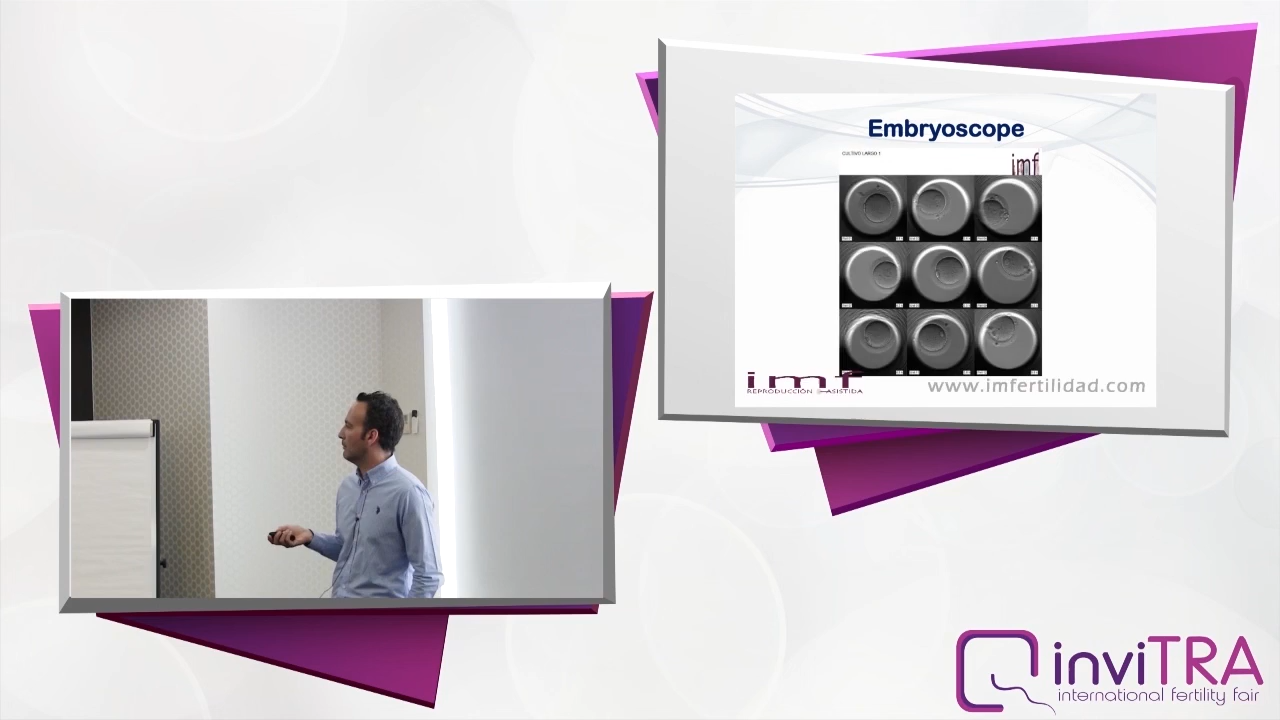 Embryoscope
CULTIVO LARGO 1
imf
imf
REPRODUCCIÓN ASISTIDA
www.imfertilidad.com
inviTRA
international fertility fair